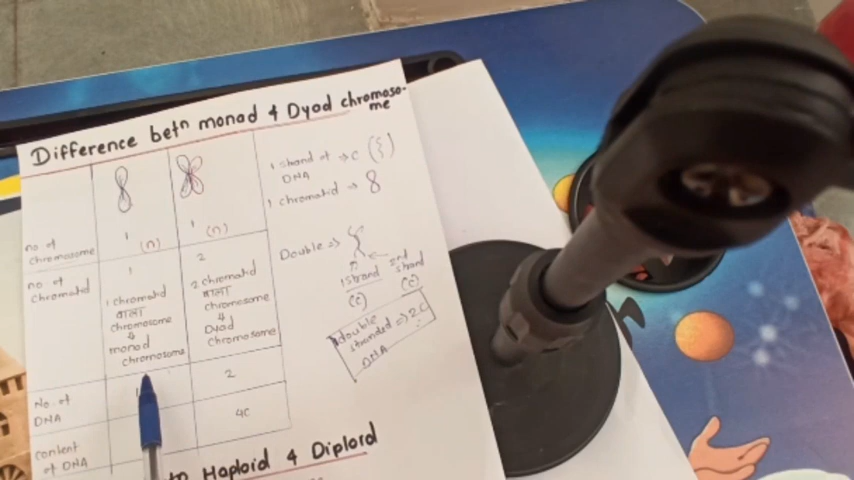 Difference betn monad & Dyad chromoso-
me
no of
chromosome
1
(n)
1
(n)
no. of
chromatid
1
1 chromatid
वाला
chromosome
&
monad
chromosome
2
2 chromatid
वाला
chromosome
&
Dyad
chromosome
No. of
DNA
2
content
of DNA
4C
1 strand of ⇒ C
DNA
1 chromatid ⇒
Double ⇒
1 strand
(c)
2nd
strand
(c)
double
stranded ⇒ 2C
DNA
Haploid & Diploid